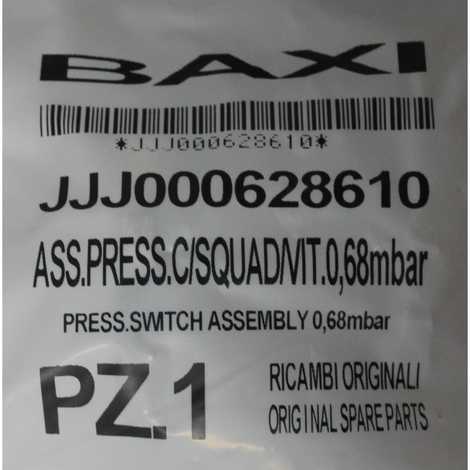 BAXI
*JJJ000628610*
JJJ000628610
ASS.PRESS.C/SQUAD/VIT.0,68mbar
PRESS.SWITCH ASSEMBLY 0,68mbar
PZ.1
RICAMBI ORIGINALI
ORIGINAL SPARE PARTS